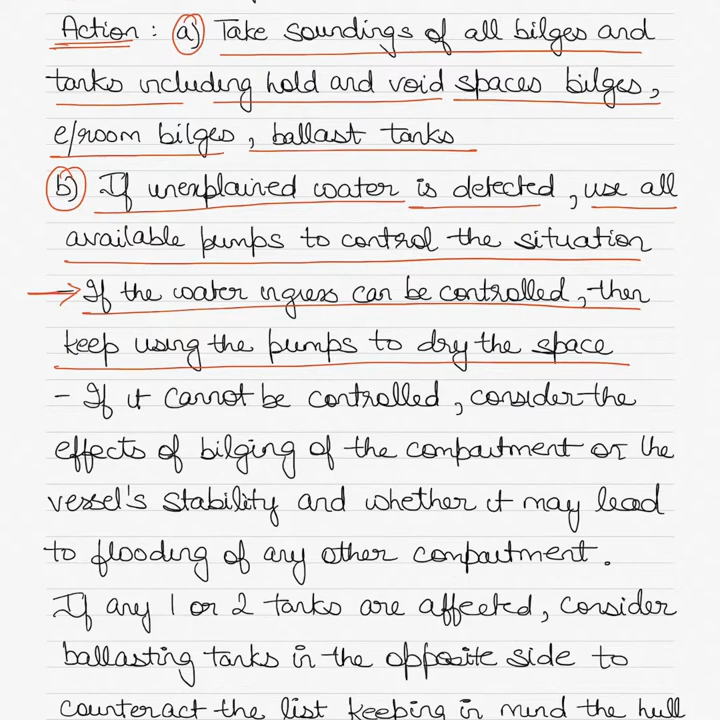 Action : a) Take soundings of all bilges and
tanks including hold and void spaces bilges,
e/room bilges, ballast tanks
b) If unexplained water is detected, use all
available pumps to control the situation
→ If the water ingress can be controlled, then
keep using the pumps to dry the space
- If it cannot be controlled, consider the
effects of bilging of the compartment on the
vessel's stability and whether it may lead
to flooding of any other compartment.
If any 1 or 2 tanks are affected, consider
ballasting tanks in the opposite side to
counteract the list keeping in mind the hull